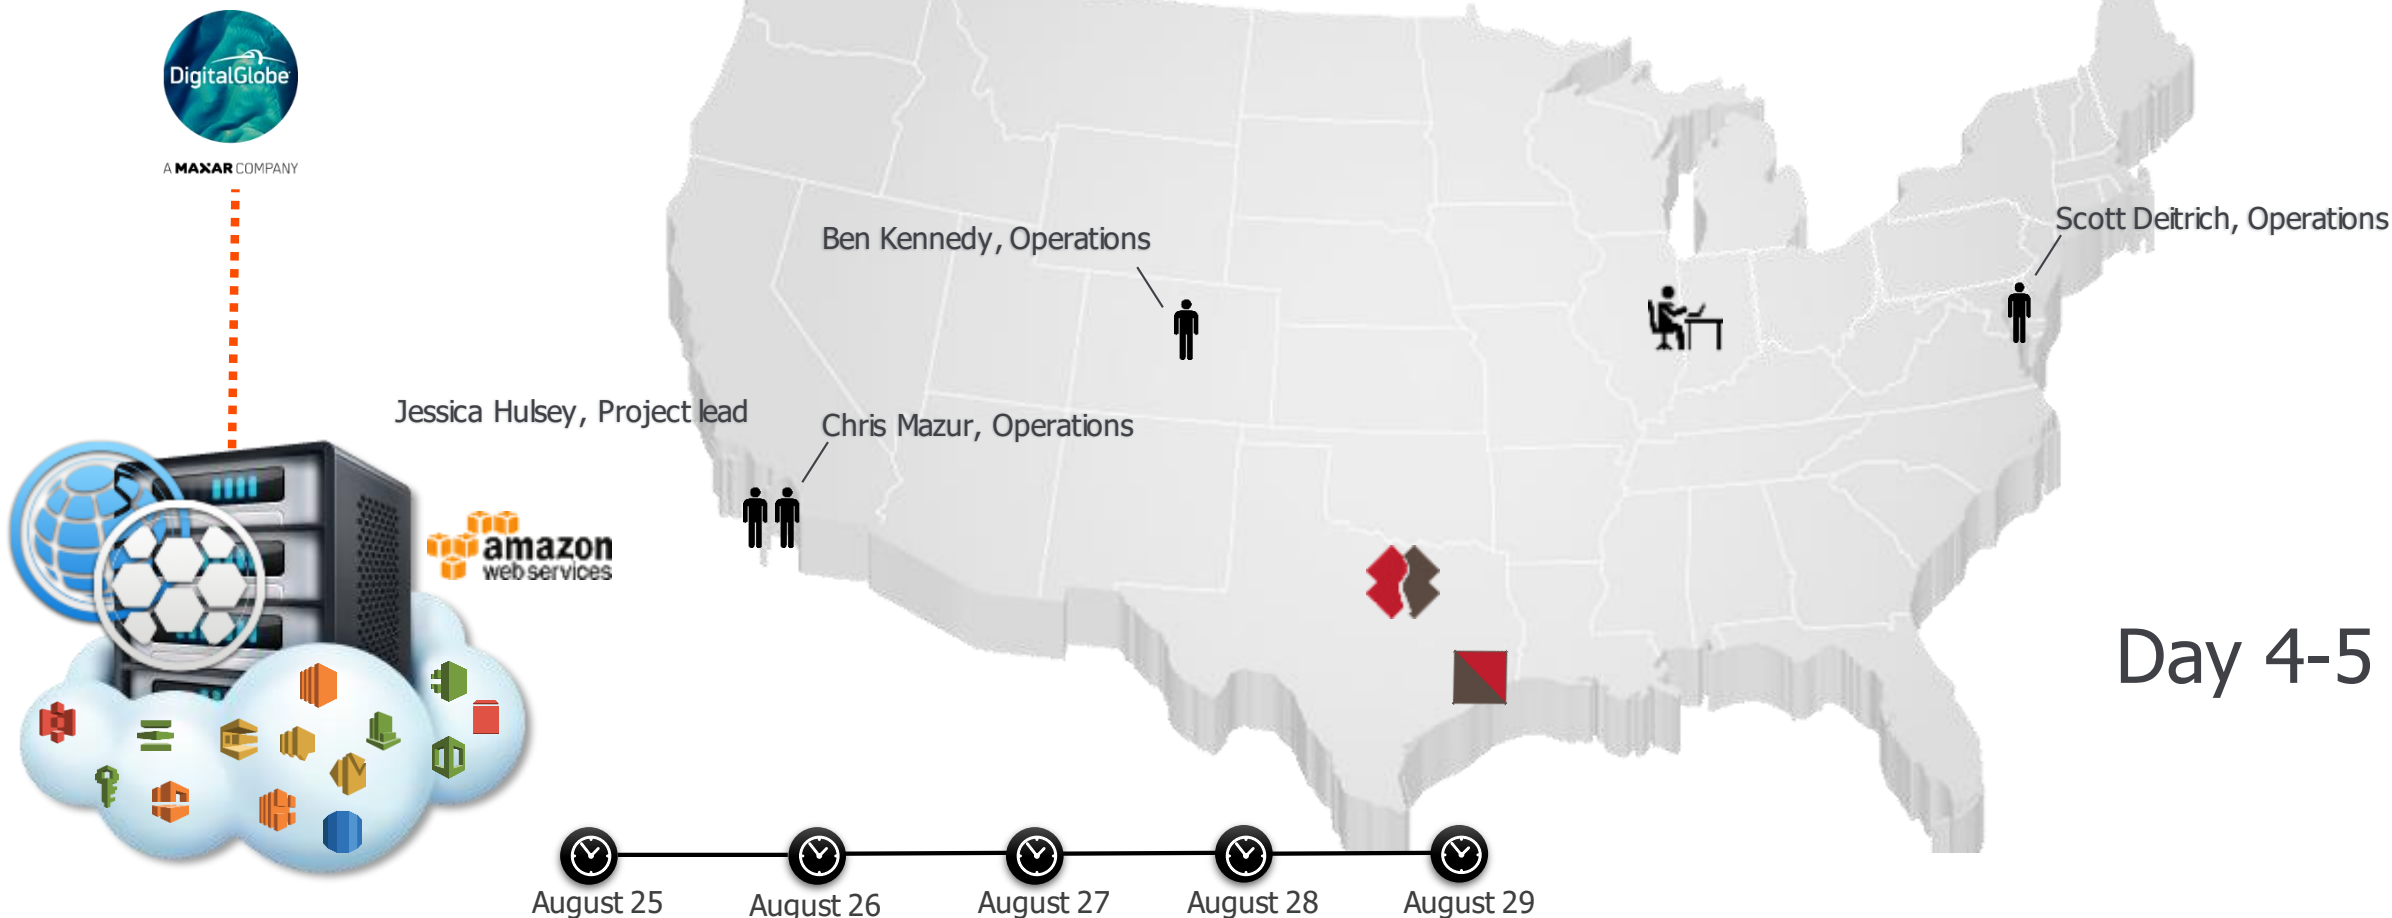 DigitalGlobe
A MAXAR COMPANY
Ben Kennedy, Operations
Scott Deitrich, Operations
Jessica Hulsey, Project lead
Chris Mazur, Operations
amazon
web services
Day 4-5
August 25
August 26
August 27
August 28
August 29